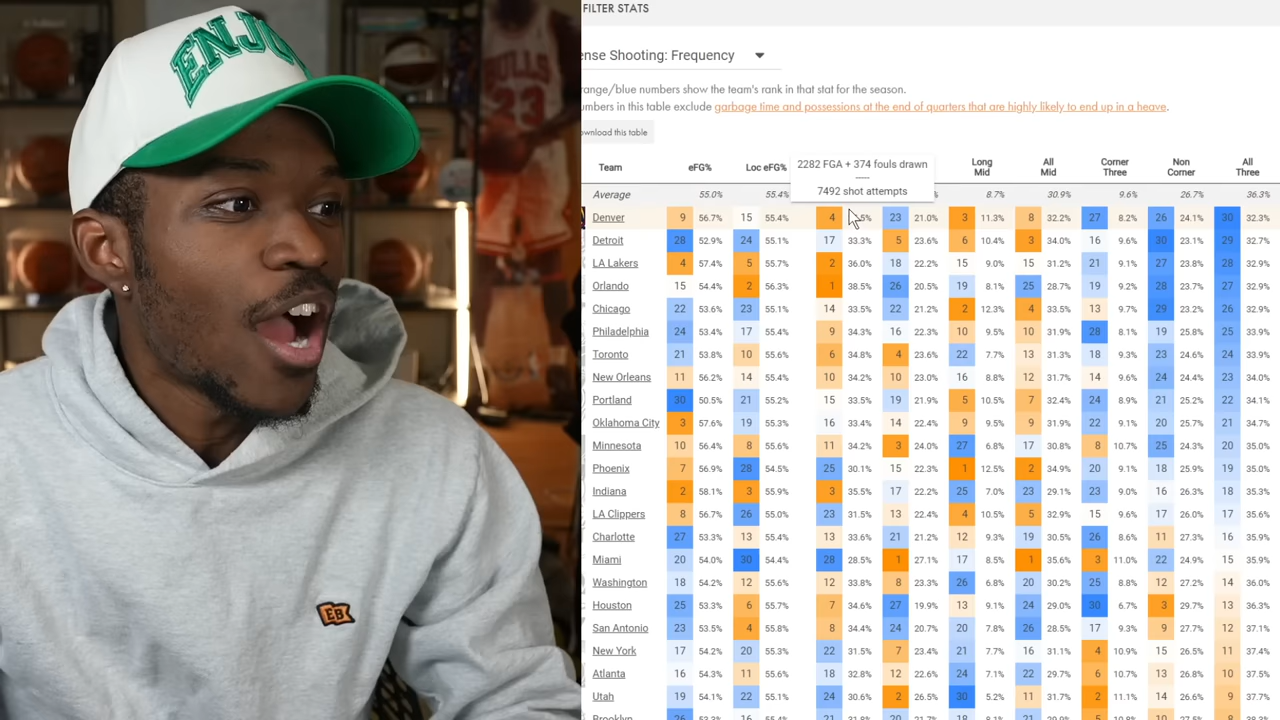 ENJO
BULLS
23
EB
FILTER STATS
ense Shooting: Frequency
range/blue numbers show the team's rank in that stat for the season.
umbers in this table exclude garbage time and possessions at the end of quarters that are highly likely to end up in a heave.
ownload this table
2282 FGA + 374 fouls drawn
7492 shot attempts
Team eFG% Loc eFG% Long Mid All Mid Corner Three Non Corner All Three
Average 55.0% 55.4% 8.7% 30.9% 9.6% 26.7% 36.3%
Denver 9 56.7% 15 55.4% 4 5% 23 21.0% 3 11.3% 8 32.2% 27 8.2% 26 24.1% 30 32.3%
Detroit 28 52.9% 24 55.1% 17 33.3% 5 23.6% 6 10.4% 3 34.0% 16 9.6% 30 23.1% 29 32.7%
LA Lakers 4 57.4% 5 55.7% 2 36.0% 18 22.2% 15 9.0% 15 31.2% 21 9.1% 27 23.8% 28 32.9%
Orlando 15 54.4% 2 56.3% 1 38.5% 26 20.5% 19 8.1% 25 28.7% 19 9.2% 28 23.7% 27 32.9%
Chicago 22 53.6% 23 55.1% 14 33.5% 22 21.2% 2 12.3% 4 33.5% 13 9.7% 29 23.2% 26 32.9%
Philadelphia 24 53.4% 17 55.4% 9 34.3% 16 22.3% 10 9.5% 10 31.9% 28 8.1% 19 25.8% 25 33.9%
Toronto 21 53.8% 10 55.6% 6 34.8% 4 23.6% 22 7.7% 13 31.3% 18 9.3% 23 24.6% 24 33.9%
New Orleans 11 56.2% 14 55.4% 10 34.2% 10 23.0% 16 8.8% 12 31.7% 14 9.6% 24 24.4% 23 34.0%
Portland 30 50.5% 21 55.2% 15 33.5% 19 21.9% 5 10.5% 7 32.4% 24 8.9% 21 25.2% 22 34.1%
Oklahoma City 3 57.6% 19 55.3% 16 33.4% 14 22.4% 9 9.5% 9 31.9% 22 9.1% 20 25.7% 21 34.7%
Minnesota 10 56.4% 8 55.6% 11 34.2% 3 24.0% 27 6.8% 17 30.8% 8 10.7% 25 24.3% 20 35.0%
Phoenix 7 56.9% 28 54.5% 25 30.1% 15 22.3% 1 12.5% 2 34.9% 20 9.1% 18 25.9% 19 35.0%
Indiana 2 58.1% 3 55.9% 3 35.5% 17 22.2% 25 7.0% 23 29.1% 23 9.0% 16 26.3% 18 35.3%
LA Clippers 8 56.7% 26 55.0% 23 31.5% 13 22.4% 4 10.5% 5 32.9% 15 9.6% 17 26.0% 17 35.6%
Charlotte 27 53.3% 13 55.4% 13 33.6% 21 21.2% 12 9.3% 19 30.5% 26 8.6% 11 27.3% 16 35.9%
Miami 20 54.0% 30 54.4% 28 28.5% 1 27.1% 17 8.5% 1 35.6% 3 11.0% 22 24.9% 15 35.9%
Washington 18 54.2% 12 55.6% 12 33.8% 8 23.3% 26 6.8% 20 30.2% 25 8.8% 12 27.2% 14 36.0%
Houston 25 53.3% 6 55.7% 7 34.6% 27 19.9% 13 9.1% 24 29.0% 30 6.7% 3 29.7% 13 36.3%
San Antonio 23 53.5% 4 55.8% 8 34.4% 24 20.7% 20 7.8% 26 28.5% 17 9.3% 9 27.7% 12 37.1%
New York 17 54.2% 20 55.3% 22 31.5% 7 23.4% 21 7.7% 16 31.1% 4 10.9% 15 26.5% 11 37.4%
Atlanta 16 54.3% 11 55.6% 18 32.8% 12 22.6% 24 7.1% 22 29.7% 6 10.8% 13 26.8% 10 37.5%
Utah 19 54.1% 22 55.1% 24 30.6% 2 26.5% 30 5.2% 11 31.7% 2 11.1% 14 26.6% 9 37.7%
Brooklyn